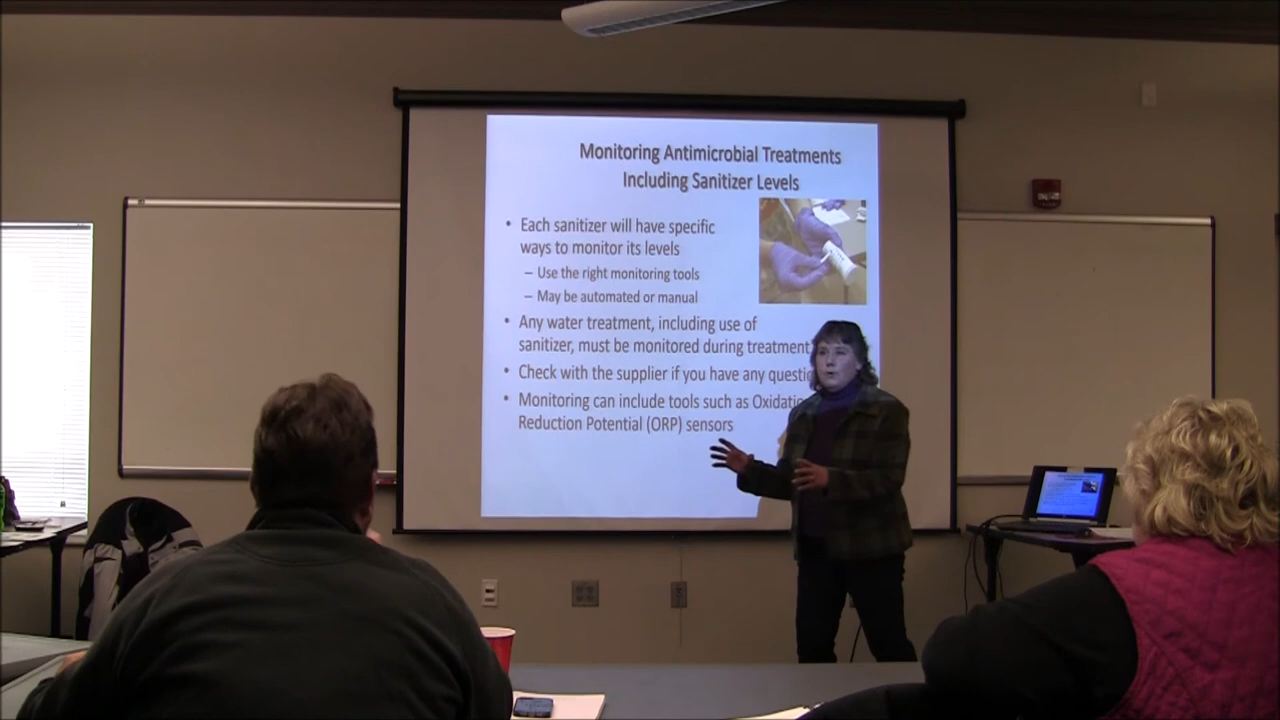 Monitoring Antimicrobial Treatments
Including Sanitizer Levels
• Each sanitizer will have specific
ways to monitor its levels
– Use the right monitoring tools
– May be automated or manual
• Any water treatment, including use of
sanitizer, must be monitored during treatment
• Check with the supplier if you have any
• Monitoring can include tools such as
Reduction Potential (ORP) sensors